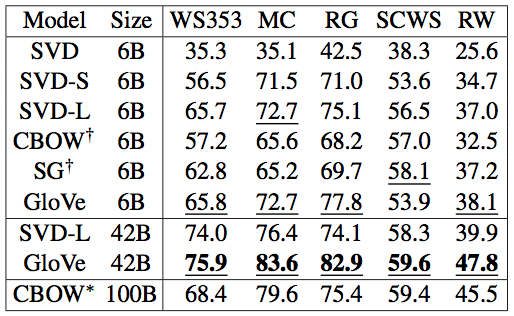 Model Size WS353 MC RG SCWS RW
SVD 6B 35.3 35.1 42.5 38.3 25.6
SVD-S 6B 56.5 71.5 71.0 53.6 34.7
SVD-L 6B 65.7 72.7 75.1 56.5 37.0
CBOW† 6B 57.2 65.6 68.2 57.0 32.5
SG† 6B 62.8 65.2 69.7 58.1 37.2
GloVe 6B 65.8 72.7 77.8 53.9 38.1
SVD-L 42B 74.0 76.4 74.1 58.3 39.9
GloVe 42B 75.9 83.6 82.9 59.6 47.8
CBOW* 100B 68.4 79.6 75.4 59.4 45.5